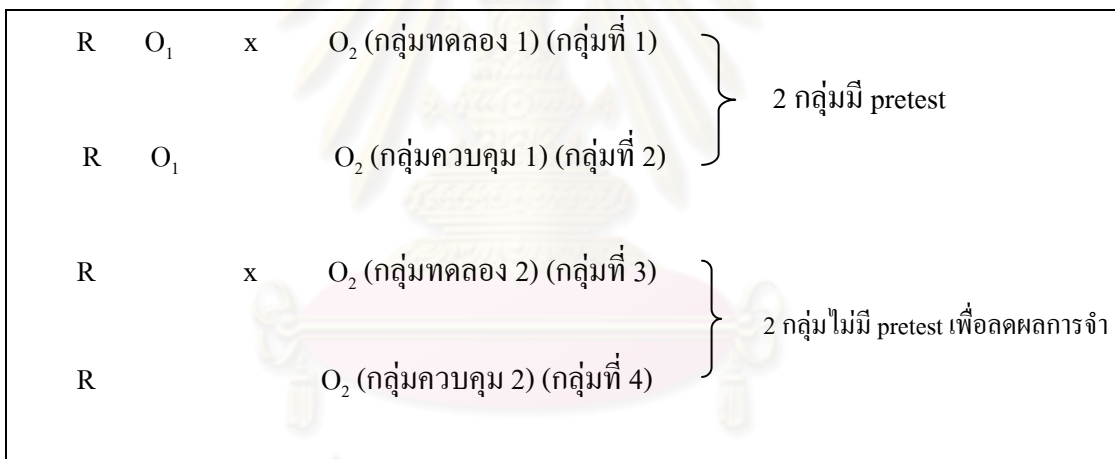 R O₁ x O₂ (กลุ่มทดลอง 1) (กลุ่มที่ 1)
2 กลุ่มมี pretest
R O₁ O₂ (กลุ่มควบคุม 1) (กลุ่มที่ 2)
R x O₂ (กลุ่มทดลอง 2) (กลุ่มที่ 3)
2 กลุ่มไม่มี pretest เพื่อลดผลการจำ
R O₂ (กลุ่มควบคุม 2) (กลุ่มที่ 4)